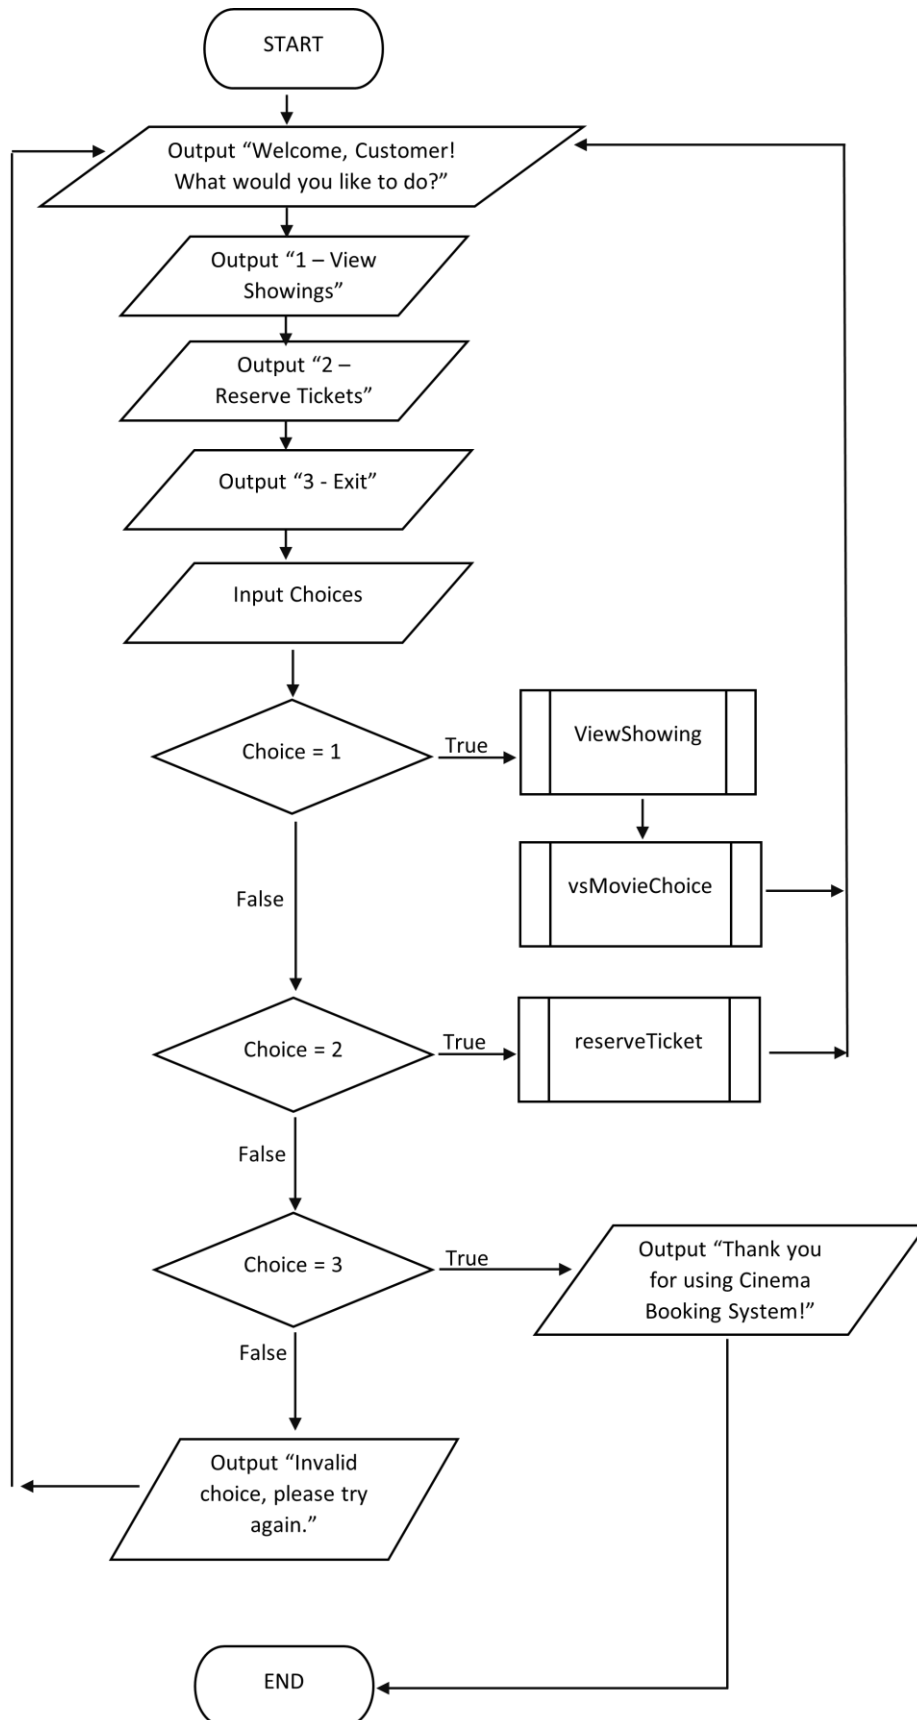 START
Output “Welcome, Customer!
What would you like to do?”
Output “1 – View
Showings”
Output “2 –
Reserve Tickets”
Output “3 - Exit”
Input Choices
Choice = 1
True
ViewShowing
vsMovieChoice
False
Choice = 2
True
reserveTicket
False
Choice = 3
True
Output “Thank you
for using Cinema
Booking System!”
False
Output “Invalid
choice, please try
again.”
END